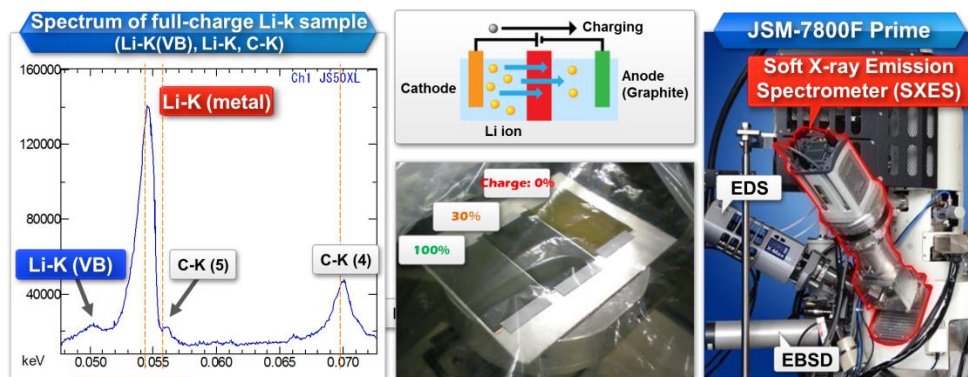 Spectrum of full-charge Li-k sample
(Li-K(VB), Li-K, C-K)
160000
Ch1 JS50XL
Li-K (metal)
120000
80000
Li-K (VB)
C-K (5)
C-K (4)
40000
keV
0.050
0.055
0.060
0.065
0.070
Charging
Cathode
Anode
(Graphite)
Li ion
Charge: 0%
30%
100%
JSM-7800F Prime
Soft X-ray Emission
Spectrometer (SXES)
EDS
EBSD